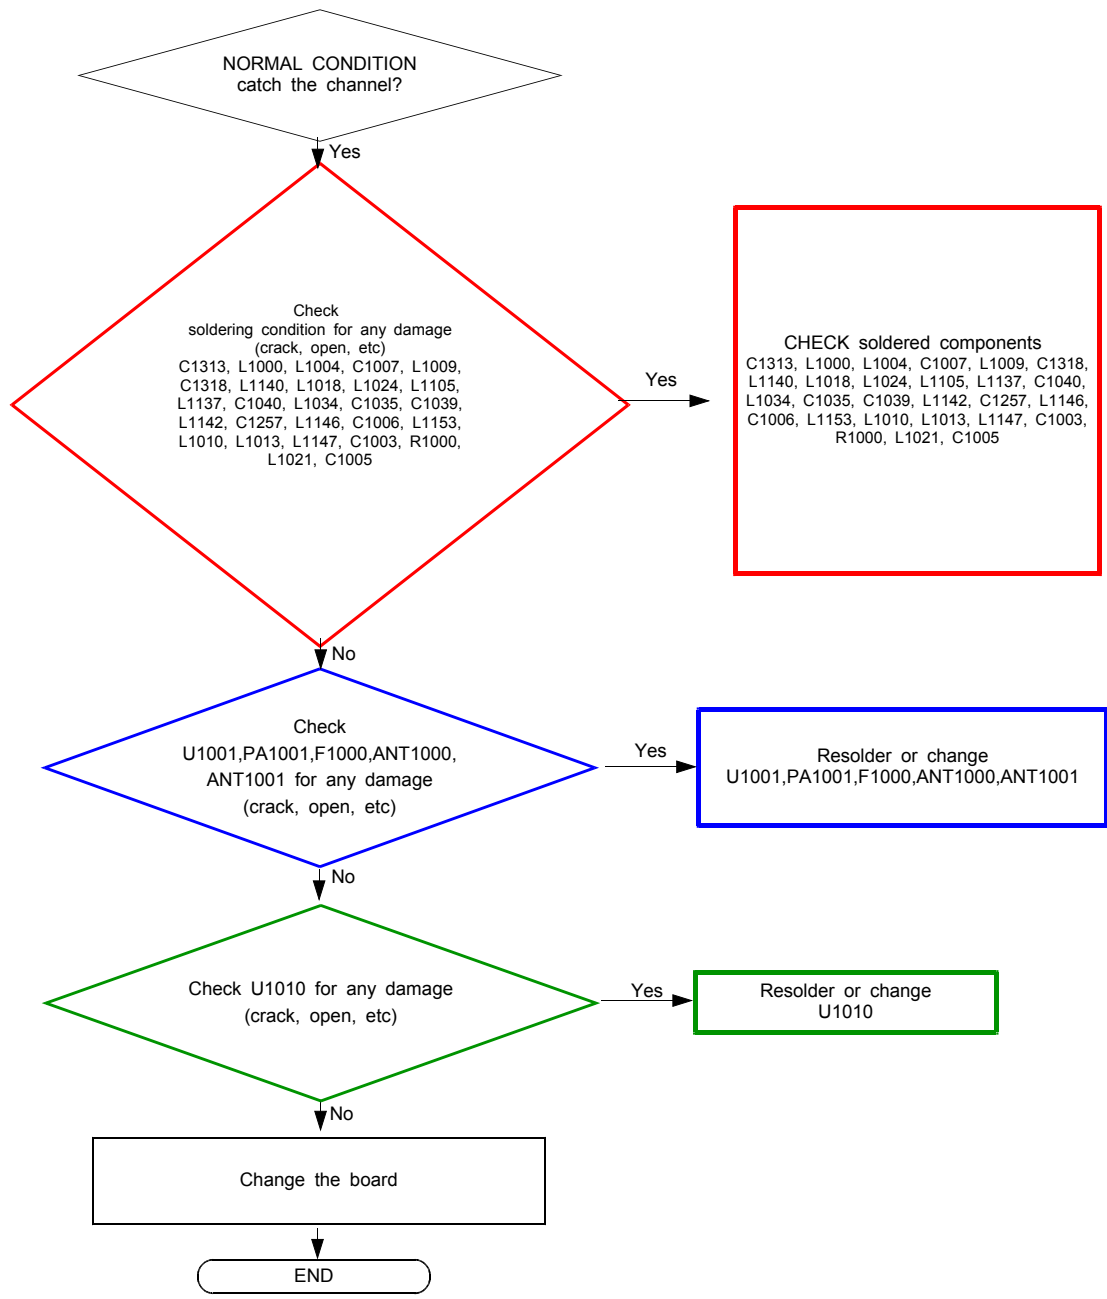 NORMAL CONDITION
catch the channel?
Yes
Check
soldering condition for any damage
(crack, open, etc)
C1313, L1000, L1004, C1007, L1009,
C1318, L1140, L1018, L1024, L1105,
L1137, C1040, L1034, C1035, C1039,
L1142, C1257, L1146, C1006, L1153,
L1010, L1013, L1147, C1003, R1000,
L1021, C1005
Yes
CHECK soldered components
C1313, L1000, L1004, C1007, L1009, C1318,
L1140, L1018, L1024, L1105, L1137, C1040,
L1034, C1035, C1039, L1142, C1257, L1146,
C1006, L1153, L1010, L1013, L1147, C1003,
R1000, L1021, C1005
No
Check
U1001,PA1001,F1000,ANT1000,
ANT1001 for any damage
(crack, open, etc)
Yes
Resolder or change
U1001,PA1001,F1000,ANT1000,ANT1001
No
Check U1010 for any damage
(crack, open, etc)
Yes
Resolder or change
U1010
No
Change the board
END